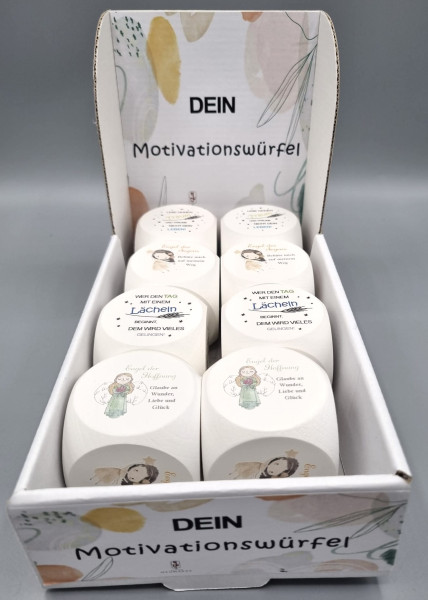 DEIN
Motivationswürfel
Engel der
WER DEN TAG
MIT EINEM
Lächeln
BEGINNT,
DEM WIRD VIELES
GELINGEN!
WER DEN TAG
MIT EINEM
Lächeln
BEGINNT,
DEM WIRD VIELES
GELINGEN!
Engel der
Hoffnung
Glaube an
Wunder,
Liebe und
Glück
Engel der
Hoffnung
Glaube an
Wunder,
Liebe und
Glück
DEIN
Motivationswürfel